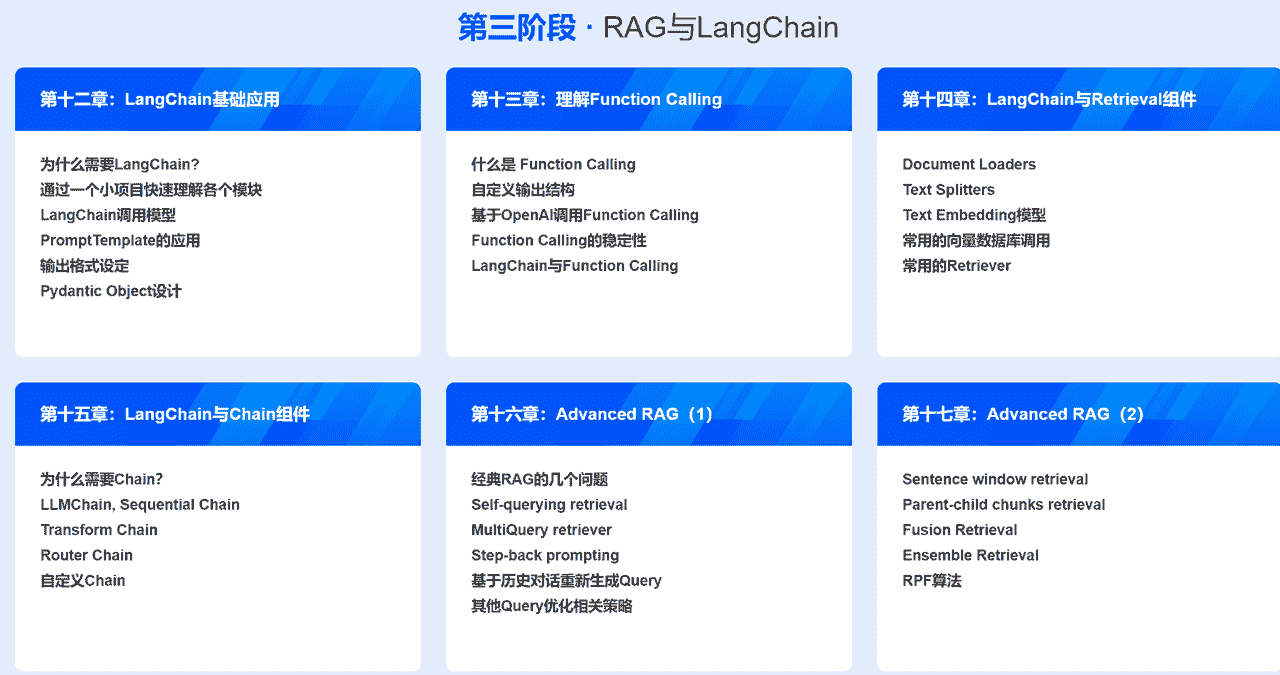 第三阶段 · RAG与LangChain
第十二章：LangChain基础应用
为什么需要LangChain?
通过一个小项目快速理解各个模块
LangChain调用模型
PromptTemplate的应用
输出格式设定
Pydantic Object设计
第十三章：理解Function Calling
什么是 Function Calling
自定义输出结构
基于OpenAI调用Function Calling
Function Calling的稳定性
LangChain与Function Calling
第十四章：LangChain与Retrieval组件
Document Loaders
Text Splitters
Text Embedding模型
常用的向量数据库调用
常用的Retriever
第十五章：LangChain与Chain组件
为什么需要Chain?
LLMChain, Sequential Chain
Transform Chain
Router Chain
自定义Chain
第十六章：Advanced RAG（1）
经典RAG的几个问题
Self-querying retrieval
MultiQuery retriever
Step-back prompting
基于历史对话重新生成Query
其他Query优化相关策略
第十七章：Advanced RAG（2）
Sentence window retrieval
Parent-child chunks retrieval
Fusion Retrieval
Ensemble Retrieval
RPF算法